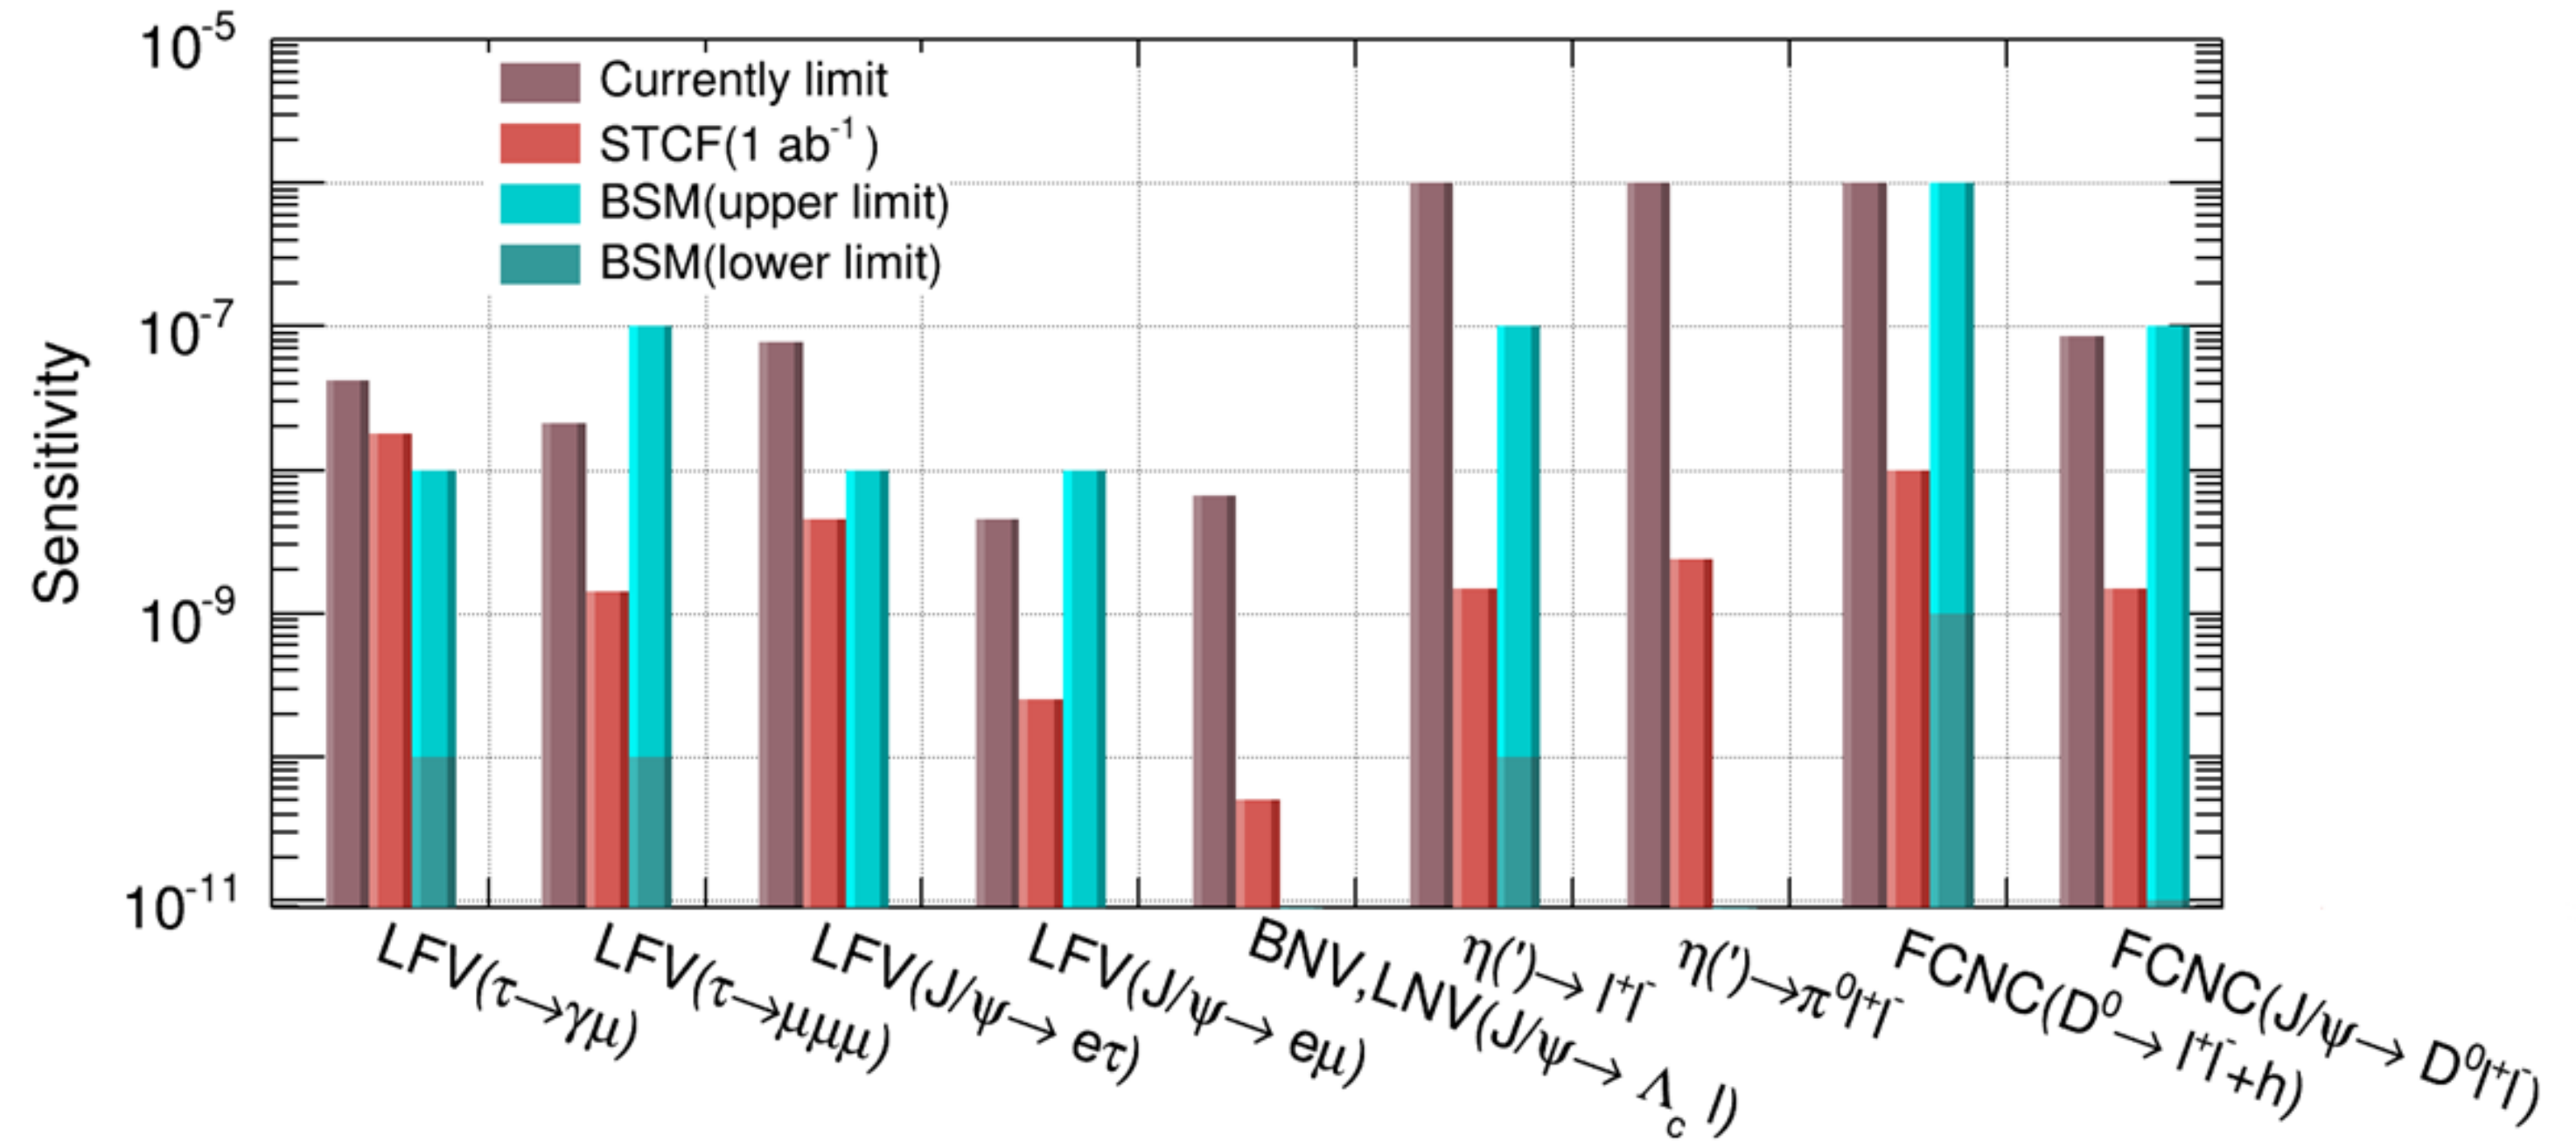 10⁻⁵
10⁻⁷
10⁻⁹
10⁻¹¹
Sensitivity
Currently limit
STCF(1 ab⁻¹ )
BSM(upper limit)
BSM(lower limit)
LFV(τ→γμ)
LFV(τ→μμμ)
LFV(J/ψ→ eτ)
LFV(J/ψ→ eμ)
BNV,LNV(J/ψ→ Λ_c l)
η(')→ l⁺l⁻
η(')→π⁰l⁺l⁻
FCNC(D⁰→ l⁺l⁻+h)
FCNC(J/ψ→ D⁰l⁺l⁻)